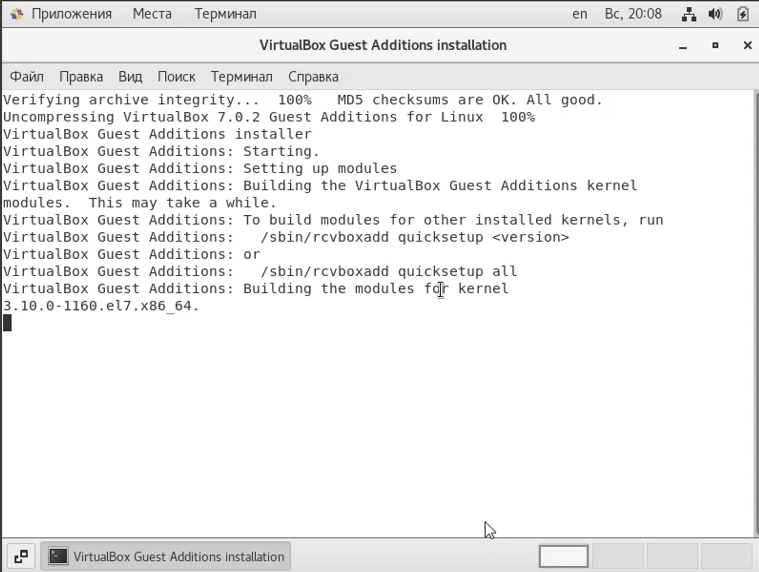 Приложения Места Терминал en Вс, 20:08
VirtualBox Guest Additions installation
Файл Правка Вид Поиск Терминал Справка
Verifying archive integrity...  100%   MD5 checksums are OK. All good.
Uncompressing VirtualBox 7.0.2 Guest Additions for Linux  100%
VirtualBox Guest Additions installer
VirtualBox Guest Additions: Starting.
VirtualBox Guest Additions: Setting up modules
VirtualBox Guest Additions: Building the VirtualBox Guest Additions kernel
modules.  This may take a while.
VirtualBox Guest Additions: To build modules for other installed kernels, run
VirtualBox Guest Additions:   /sbin/rcvboxadd quicksetup <version>
VirtualBox Guest Additions: or
VirtualBox Guest Additions:   /sbin/rcvboxadd quicksetup all
VirtualBox Guest Additions: Building the modules for kernel
3.10.0-1160.el7.x86_64.
VirtualBox Guest Additions installation